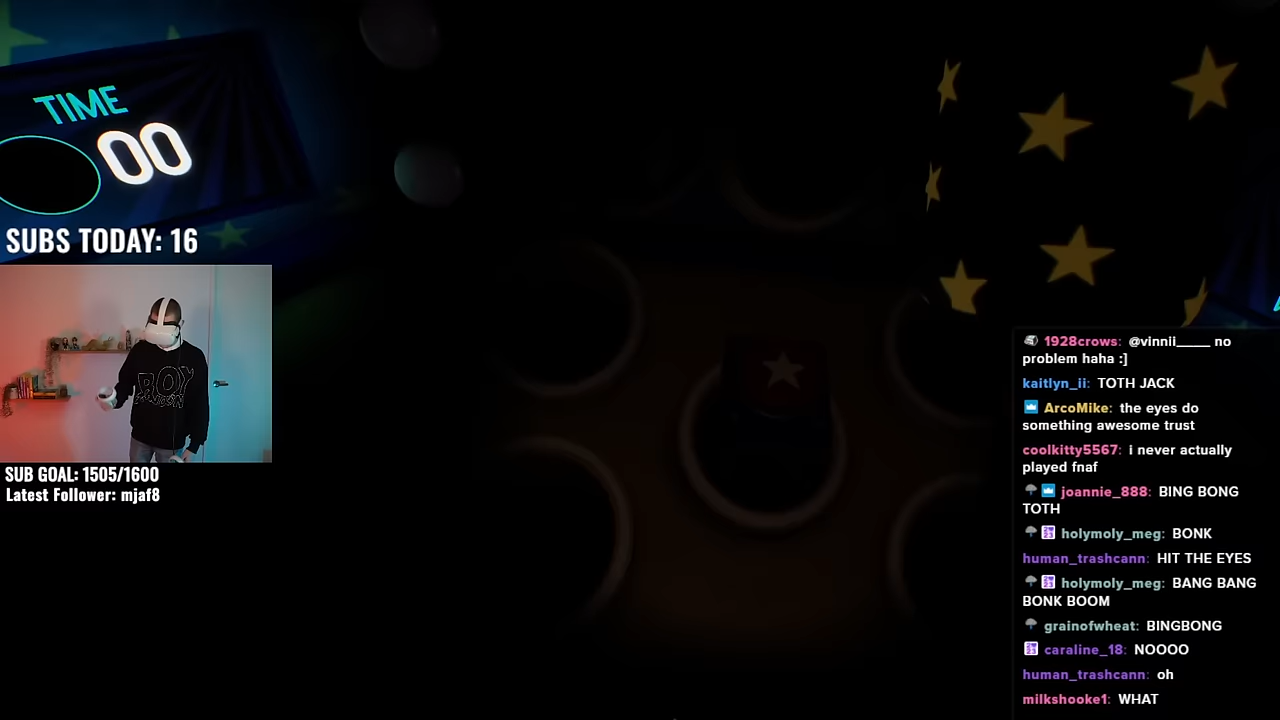 TIME
00
SUBS TODAY: 16
BOY
SUB GOAL: 1505/1600
Latest Follower: mjaf8
1928crows: @vinnii____ no
problem haha :]
kaitlyn_ii: TOTH JACK
ArcoMike: the eyes do
something awesome trust
coolkitty5567: i never actually
played fnaf
joannie_888: BING BONG
TOTH
holymoly_meg: BONK
human_trashcann: HIT THE EYES
holymoly_meg: BANG BANG
BONK BOOM
grainofwheat: BINGBONG
caraline_18: NOOOO
human_trashcann: oh
milkshooke1: WHAT